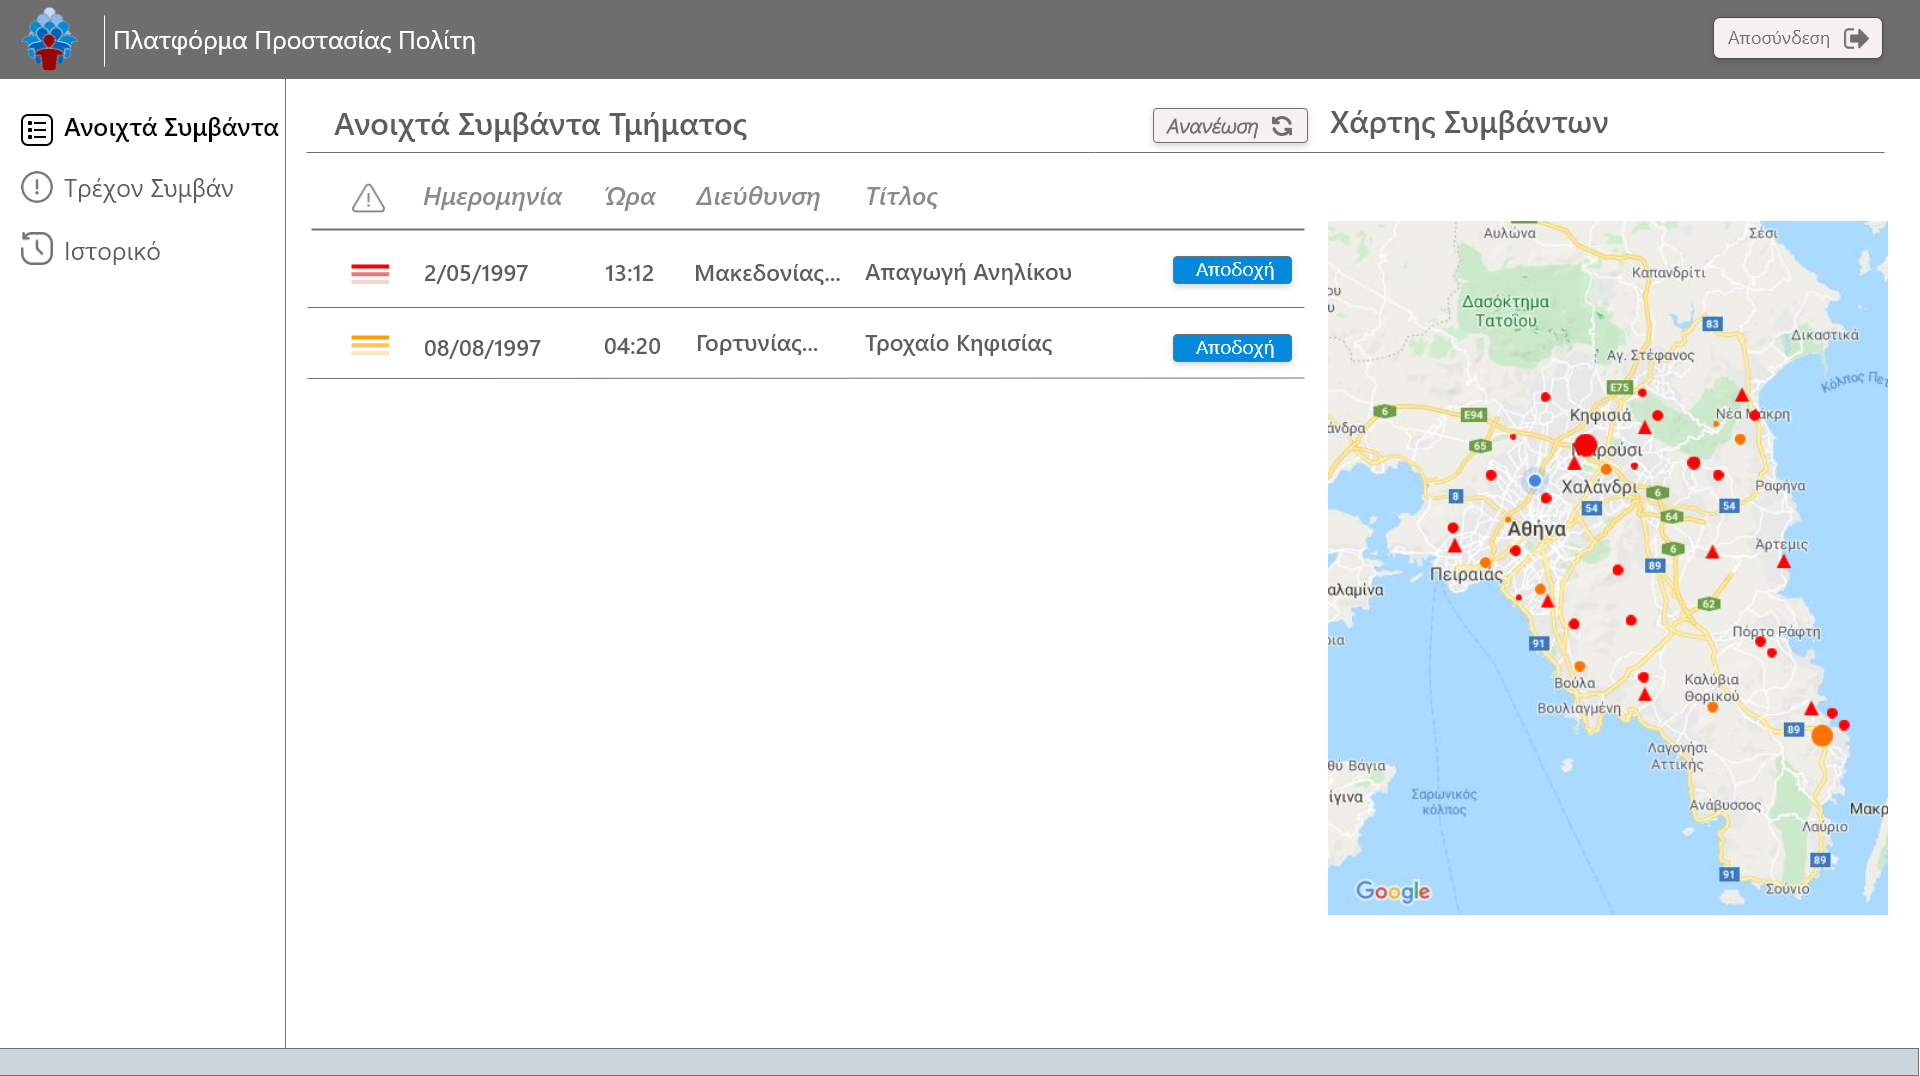 Πλατφόρμα Προστασίας Πολίτη
Αποσύνδεση
Ανοιχτά Συμβάντα
Τρέχον Συμβάν
Ιστορικό
Ανοιχτά Συμβάντα Τμήματος
Ανανέωση
Ημερομηνία Ώρα Διεύθυνση Τίτλος
2/05/1997 13:12 Μακεδονίας... Απαγωγή Ανηλίκου Αποδοχή
08/08/1997 04:20 Γορτυνίας... Τροχαίο Κηφισίας Αποδοχή
Χάρτης Συμβάντων
Αυλώνα
Σέσι
Καπανδρίτι
Δασόκτημα
Τατοΐου
83
Δικαστικά
Αγ. Στέφανος
Κόλπος Πετ
E75
6
E94
Κηφισιά
Νέα Μάκρη
άνδρα
65
Μαρούσι
Χαλάνδρι
6
Ραφήνα
8
54
54
64
Αθήνα
6
Άρτεμις
89
Πειραιάς
αλαμίνα
62
Πόρτο Ράφτη
91
Βούλα
Καλύβια
Θορικού
Βουλιαγμένη
89
Λαγονήσι
Αττικής
θύ Βάγια
ίγινα
Σαρωνικός
κόλπος
Ανάβυσσος
Μακρ
Λαύριο
89
91
Σούνιο
Google